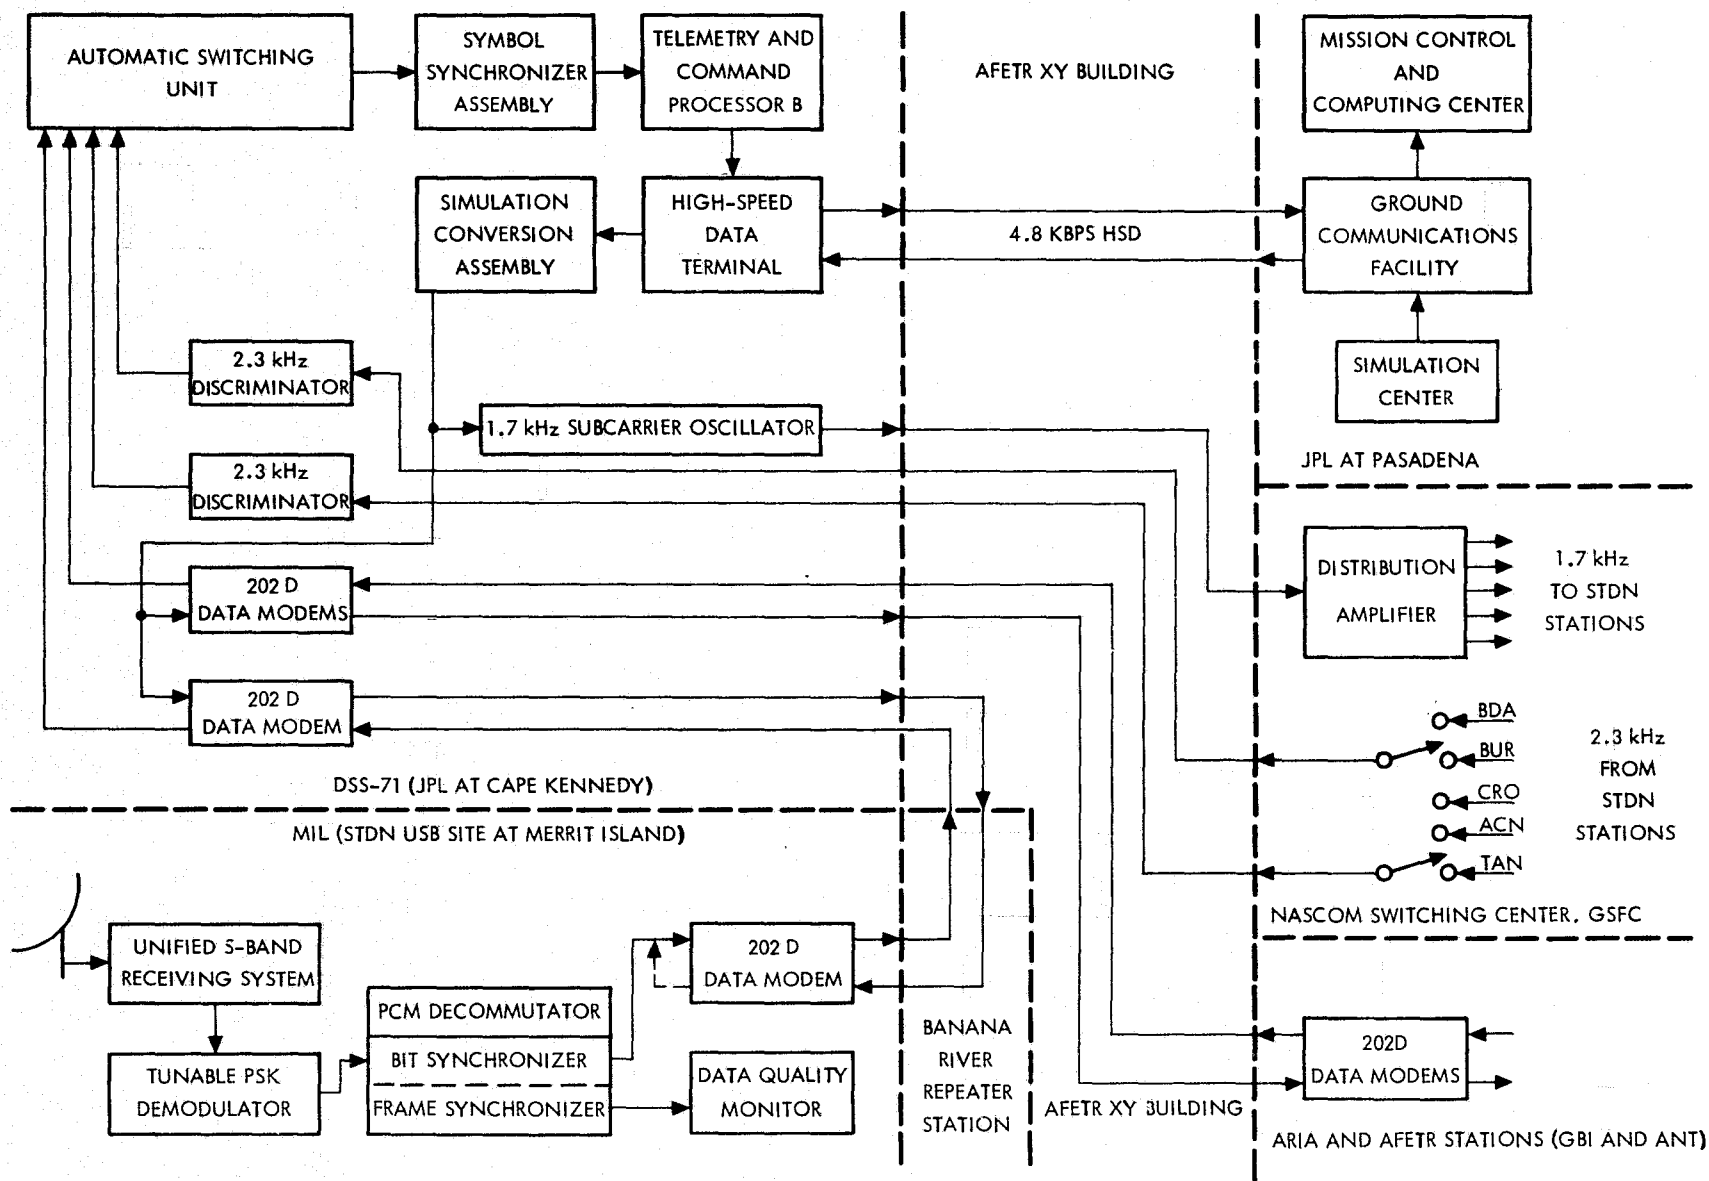 AUTOMATIC SWITCHING
UNIT
SYMBOL
SYNCHRONIZER
ASSEMBLY
TELEMETRY AND
COMMAND
PROCESSOR B
AFETR XY BUILDING
MISSION CONTROL
AND
COMPUTING CENTER
SIMULATION
CONVERSION
ASSEMBLY
HIGH-SPEED
DATA
TERMINAL
4.8 KBPS HSD
GROUND
COMMUNICATIONS
FACILITY
2.3 kHz
DISCRIMINATOR
SIMULATION
CENTER
1.7 kHz SUBCARRIER OSCILLATOR
JPL AT PASADENA
2.3 kHz
DISCRIMINATOR
202 D
DATA MODEMS
DISTRIBUTION
AMPLIFIER
1.7 kHz
TO STDN
STATIONS
202 D
DATA MODEM
BDA
BUR
CRO
ACN
TAN
2.3 kHz
FROM
STDN
STATIONS
DSS-71 (JPL AT CAPE KENNEDY)
MIL (STDN USB SITE AT MERRIT ISLAND)
NASCOM SWITCHING CENTER, GSFC
UNIFIED S-BAND
RECEIVING SYSTEM
202 D
DATA MODEM
PCM DECOMMUTATOR
BIT SYNCHRONIZER
FRAME SYNCHRONIZER
TUNABLE PSK
DEMODULATOR
DATA QUALITY
MONITOR
BANANA
RIVER
REPEATER
STATION
AFETR XY BUILDING
202D
DATA MODEMS
ARIA AND AFETR STATIONS (GBI AND ANT)